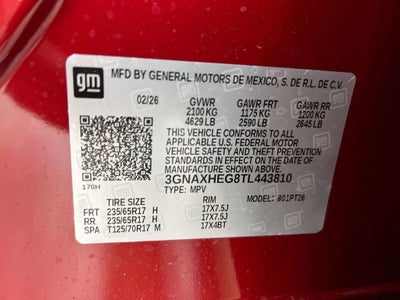 gm
MFD BY GENERAL MOTORS DE MEXICO, S. DE R.L. DE C.V.
02/26 GVWR GAWR FRT GAWR RR
2100 KG 1175 KG 1200 KG
4629 LB 2590 LB 2645 LB
THIS VEHICLE CONFORMS TO ALL
APPLICABLE U.S. FEDERAL MOTOR
VEHICLE SAFETY, BUMPER, AND THEFT
PREVENTION STANDARDS IN EFFECT ON
THE DATE OF MANUFACTURE SHOWN ABOVE.
3GNAXHEG8TL443810
170H TYPE: MPV MODEL: 801PT26
TIRE SIZE RIM
FRT 235/65R17 H 17X7.5J
RR 235/65R17 H 17X7.5J
SPA T125/70R17 M 17X4BT